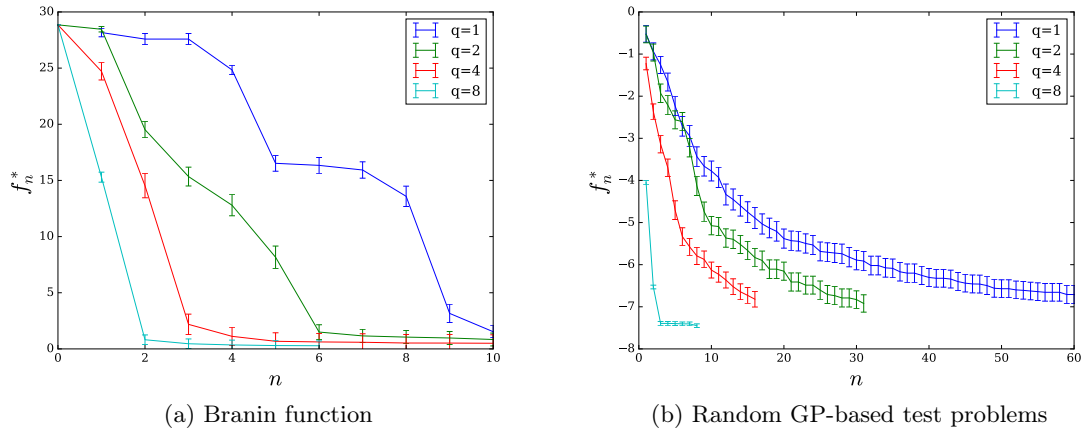 30
25
20
15
10
5
0
f*n
0 2 4 6 8 10
n
q=1
q=2
q=4
q=8
(a) Branin function
0
−1
−2
−3
−4
−5
−6
−7
−8
f*n
0 10 20 30 40 50 60
n
q=1
q=2
q=4
q=8
(b) Random GP-based test problems